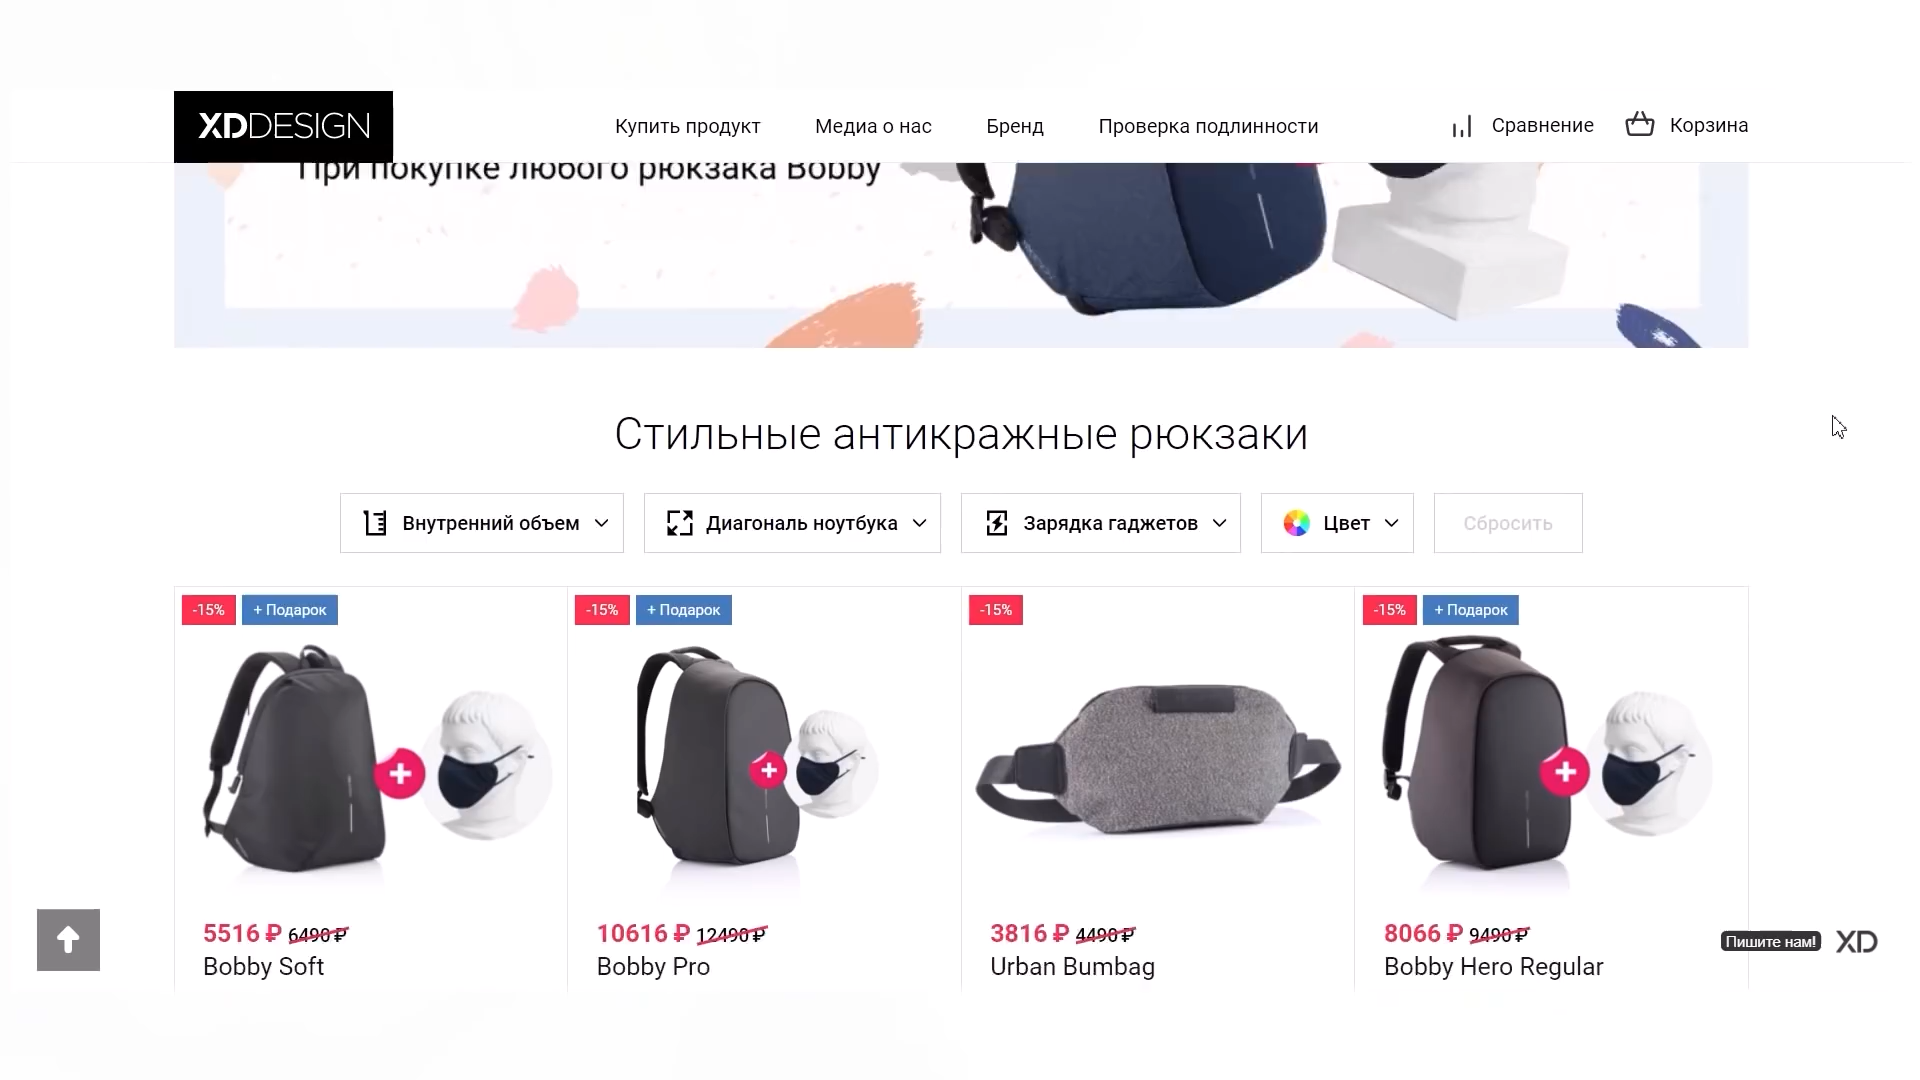 XDDESIGN
Купить продукт
Медиа о нас
Бренд
Проверка подлинности
Сравнение
Корзина
При покупке любого рюкзака Bobby
Стильные антикражные рюкзаки
Внутренний объем
Диагональ ноутбука
Зарядка гаджетов
Цвет
Сбросить
-15% + Подарок
-15% + Подарок
-15%
-15% + Подарок
5516 ₽ 6490 ₽
Bobby Soft
10616 ₽ 12490 ₽
Bobby Pro
3816 ₽ 4490 ₽
Urban Bumbag
8066 ₽ 9490 ₽
Bobby Hero Regular
Пишите нам!
XD